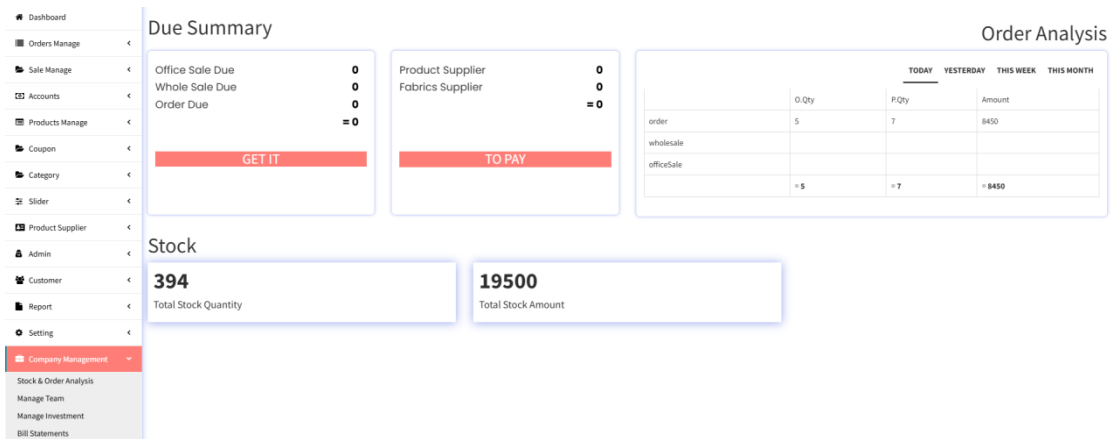 Dashboard
Orders Manage
Sale Manage
Accounts
Products Manage
Coupon
Category
Slider
Product Supplier
Admin
Customer
Report
Setting
Company Management
Stock & Order Analysis
Manage Team
Manage Investment
Bill Statements
Due Summary
Office Sale Due 0
Whole Sale Due 0
Order Due 0
= 0
GET IT
Product Supplier 0
Fabrics Supplier 0
= 0
TO PAY
Order Analysis
TODAY YESTERDAY THIS WEEK THIS MONTH
O.Qty P.Qty Amount
order 5 7 8450
wholesale
officeSale
= 5 = 7 = 8450
Stock
394
Total Stock Quantity
19500
Total Stock Amount